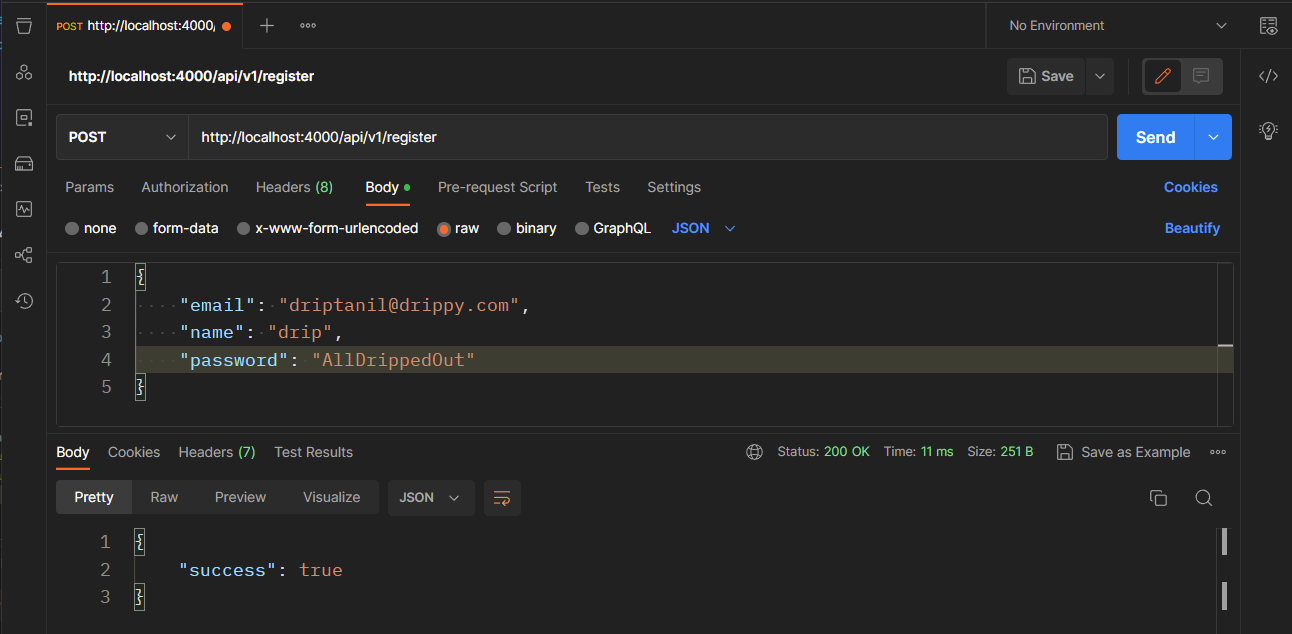 POST http://localhost:4000/
No Environment
http://localhost:4000/api/v1/register
Save
POST http://localhost:4000/api/v1/register Send
Params Authorization Headers (8) Body Pre-request Script Tests Settings Cookies
none form-data x-www-form-urlencoded raw binary GraphQL JSON Beautify
1 {
2 "email": "driptanil@drippy.com",
3 "name": "drip",
4 "password": "AllDrippedOut"
5 }
Body Cookies Headers (7) Test Results Status: 200 OK Time: 11 ms Size: 251 B Save as Example
Pretty Raw Preview Visualize JSON
1 {
2 "success": true
3 }